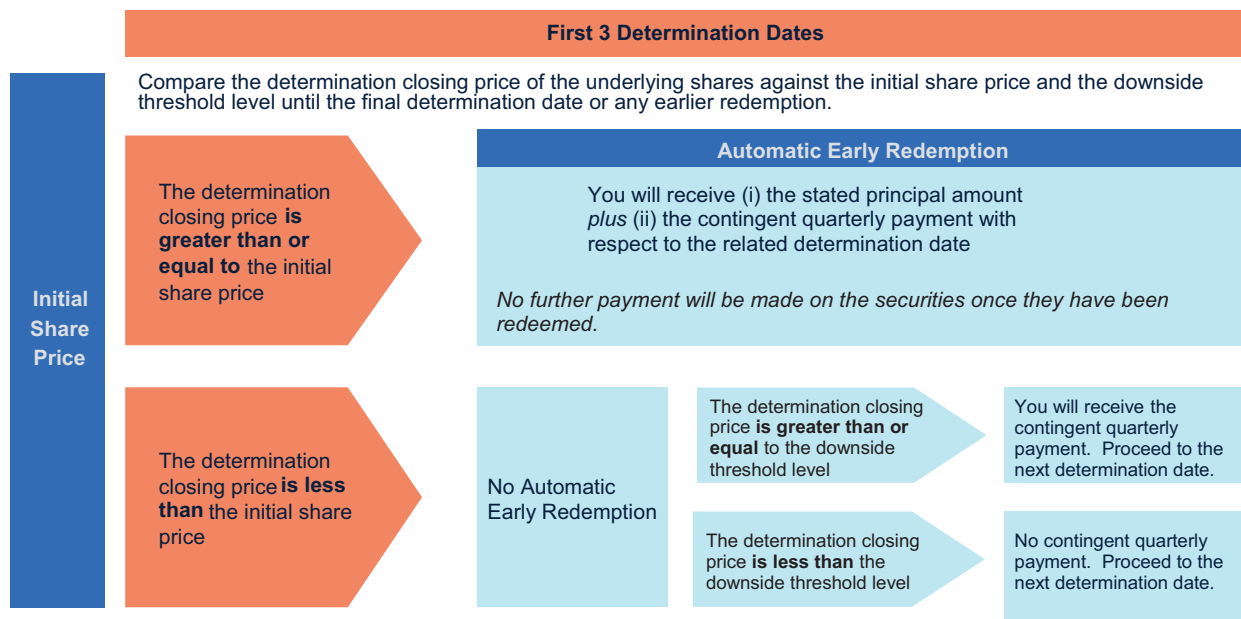 First 3 Determination Dates
Compare the determination closing price of the underlying shares against the initial share price and the downside
threshold level until the final determination date or any earlier redemption.
Initial
Share
Price
The determination
closing price is
greater than or
equal to the initial
share price
Automatic Early Redemption
You will receive (i) the stated principal amount
plus (ii) the contingent quarterly payment with
respect to the related determination date
No further payment will be made on the securities once they have been
redeemed.
The determination
closing price is less
than the initial share
price
No Automatic
Early Redemption
The determination closing
price is greater than or
equal to the downside
threshold level
You will receive the
contingent quarterly
payment.  Proceed to the
next determination date.
The determination closing
price is less than the
downside threshold level
No contingent quarterly
payment.  Proceed to the
next determination date.